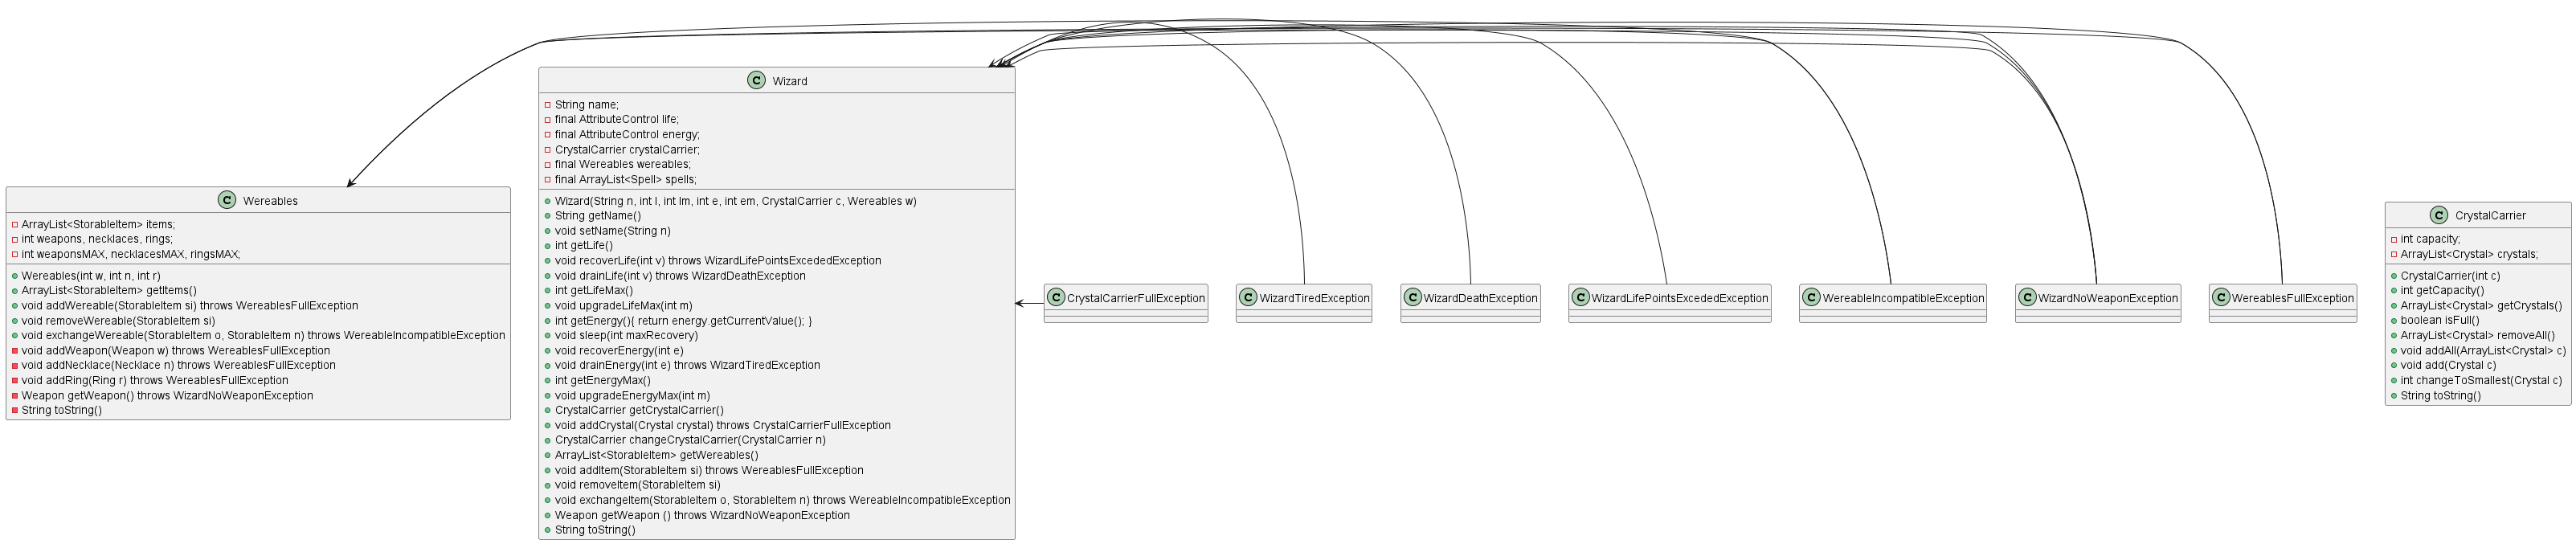 Wereables
ArrayList<StorableItem> items;
int weapons, necklaces, rings;
int weaponsMAX, necklacesMAX, ringsMAX;
Wereables(int w, int n, int r)
ArrayList<StorableItem> getItems()
void addWereable(StorableItem si) throws WereablesFullException
void removeWereable(StorableItem si)
void exchangeWereable(StorableItem o, StorableItem n) throws WereableIncompatibleException
void addWeapon(Weapon w) throws WereablesFullException
void addNecklace(Necklace n) throws WereablesFullException
void addRing(Ring r) throws WereablesFullException
Weapon getWeapon() throws WizardNoWeaponException
String toString()
Wizard
String name;
final AttributeControl life;
final AttributeControl energy;
CrystalCarrier crystalCarrier;
final Wereables wereables;
final ArrayList<Spell> spells;
Wizard(String n, int l, int lm, int e, int em, CrystalCarrier c, Wereables w)
String getName()
void setName(String n)
int getLife()
void recoverLife(int v) throws WizardLifePointsExcededException
void drainLife(int v) throws WizardDeathException
int getLifeMax()
void upgradeLifeMax(int m)
int getEnergy(){ return energy.getCurrentValue(); }
void sleep(int maxRecovery)
void recoverEnergy(int e)
void drainEnergy(int e) throws WizardTiredException
int getEnergyMax()
void upgradeEnergyMax(int m)
CrystalCarrier getCrystalCarrier()
void addCrystal(Crystal crystal) throws CrystalCarrierFullException
CrystalCarrier changeCrystalCarrier(CrystalCarrier n)
ArrayList<StorableItem> getWereables()
void addItem(StorableItem si) throws WereablesFullException
void removeItem(StorableItem si)
void exchangeItem(StorableItem o, StorableItem n) throws WereableIncompatibleException
Weapon getWeapon () throws WizardNoWeaponException
String toString()
CrystalCarrierFullException
WizardTiredException
WizardDeathException
WizardLifePointsExcededException
WereableIncompatibleException
WizardNoWeaponException
WereablesFullException
CrystalCarrier
int capacity;
ArrayList<Crystal> crystals;
CrystalCarrier(int c)
int getCapacity()
ArrayList<Crystal> getCrystals()
boolean isFull()
ArrayList<Crystal> removeAll()
void addAll(ArrayList<Crystal> c)
void add(Crystal c)
int changeToSmallest(Crystal c)
String toString()